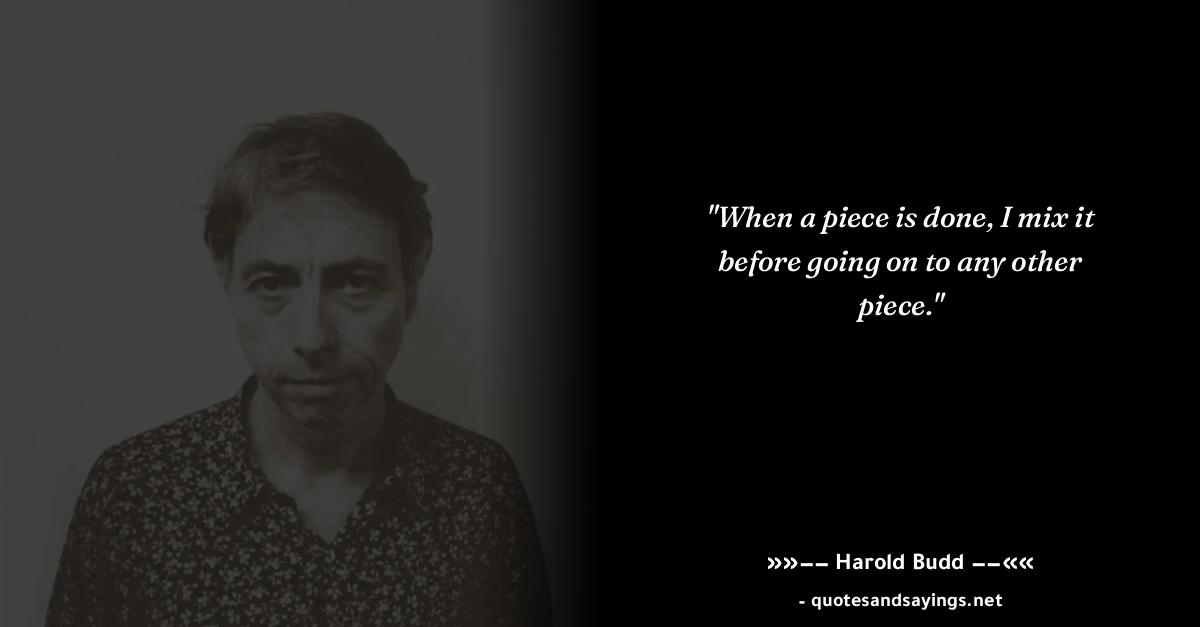 "When a piece is done, I mix it
before going on to any other
piece."
»»–– Harold Budd ––««
- quotesandsayings.net